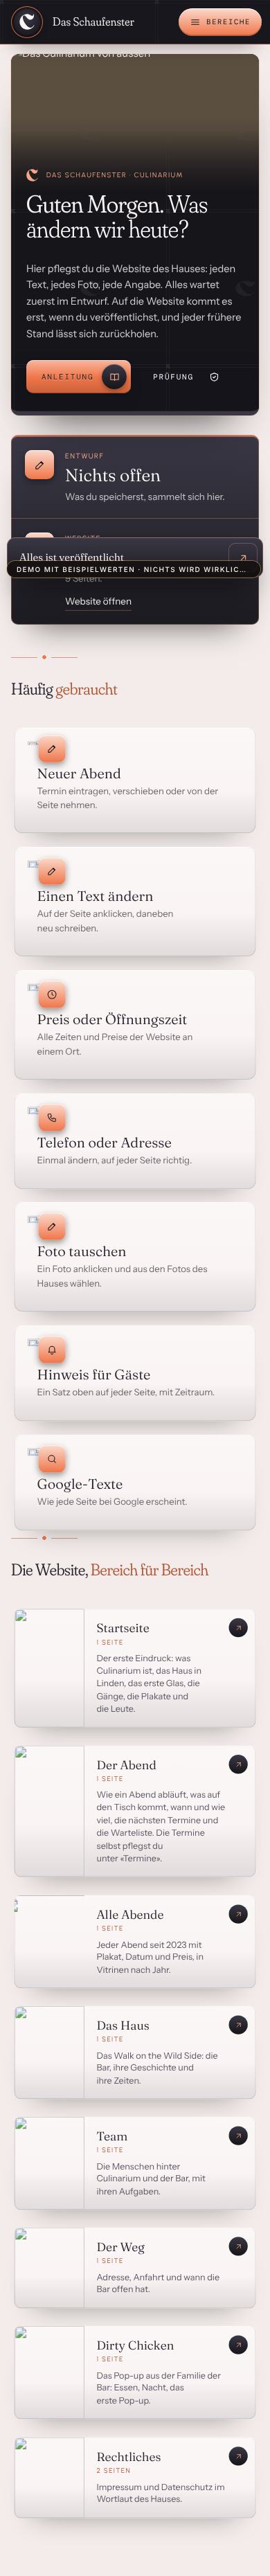 Das Schaufenster
BEREICHE
Das Culinarium von aussen
DAS SCHAUFENSTER · CULINARIUM
Guten Morgen. Was
ändern wir heute?
Hier pflegst du die Website des Hauses: jeden
Text, jedes Foto, jede Angabe. Alles wartet
zuerst im Entwurf. Auf die Website kommt es
erst, wenn du veröffentlichst, und jeder frühere
Stand lässt sich zurückholen.
ANLEITUNG
PRÜFUNG
ENTWURF
Nichts offen
Was du speicherst, sammelt sich hier.
WEBSITE
Alles ist veröffentlicht
DEMO MIT BEISPIELWERTEN · NICHTS WIRD WIRKLIC…
9 Seiten.
Website öffnen
Häufig gebraucht
Neuer Abend
Termin eintragen, verschieben oder von der
Seite nehmen.
Einen Text ändern
Auf der Seite anklicken, daneben
neu schreiben.
Preis oder Öffnungszeit
Alle Zeiten und Preise der Website an
einem Ort.
Telefon oder Adresse
Einmal ändern, auf jeder Seite richtig.
Foto tauschen
Ein Foto anklicken und aus den Fotos des
Hauses wählen.
Hinweis für Gäste
Ein Satz oben auf jeder Seite, mit Zeitraum.
Google-Texte
Wie jede Seite bei Google erscheint.
Die Website, Bereich für Bereich
Startseite
1 SEITE
Der erste Eindruck: was
Culinarium ist, das Haus in
Linden, das erste Glas, die
Gänge, die Plakate und
die Leute.
Der Abend
1 SEITE
Wie ein Abend abläuft, was auf
den Tisch kommt, wann und wie
viel, die nächsten Termine und
die Warteliste. Die Termine
selbst pflegst du
unter «Termine».
Alle Abende
1 SEITE
Jeder Abend seit 2023 mit
Plakat, Datum und Preis, in
Vitrinen nach Jahr.
Das Haus
1 SEITE
Das Walk on the Wild Side: die
Bar, ihre Geschichte und
ihre Zeiten.
Team
1 SEITE
Die Menschen hinter
Culinarium und der Bar, mit
ihren Aufgaben.
Der Weg
1 SEITE
Adresse, Anfahrt und wann die
Bar offen hat.
Dirty Chicken
1 SEITE
Das Pop-up aus der Familie der
Bar: Essen, Nacht, das
erste Pop-up.
Rechtliches
2 SEITEN
Impressum und Datenschutz im
Wortlaut des Hauses.